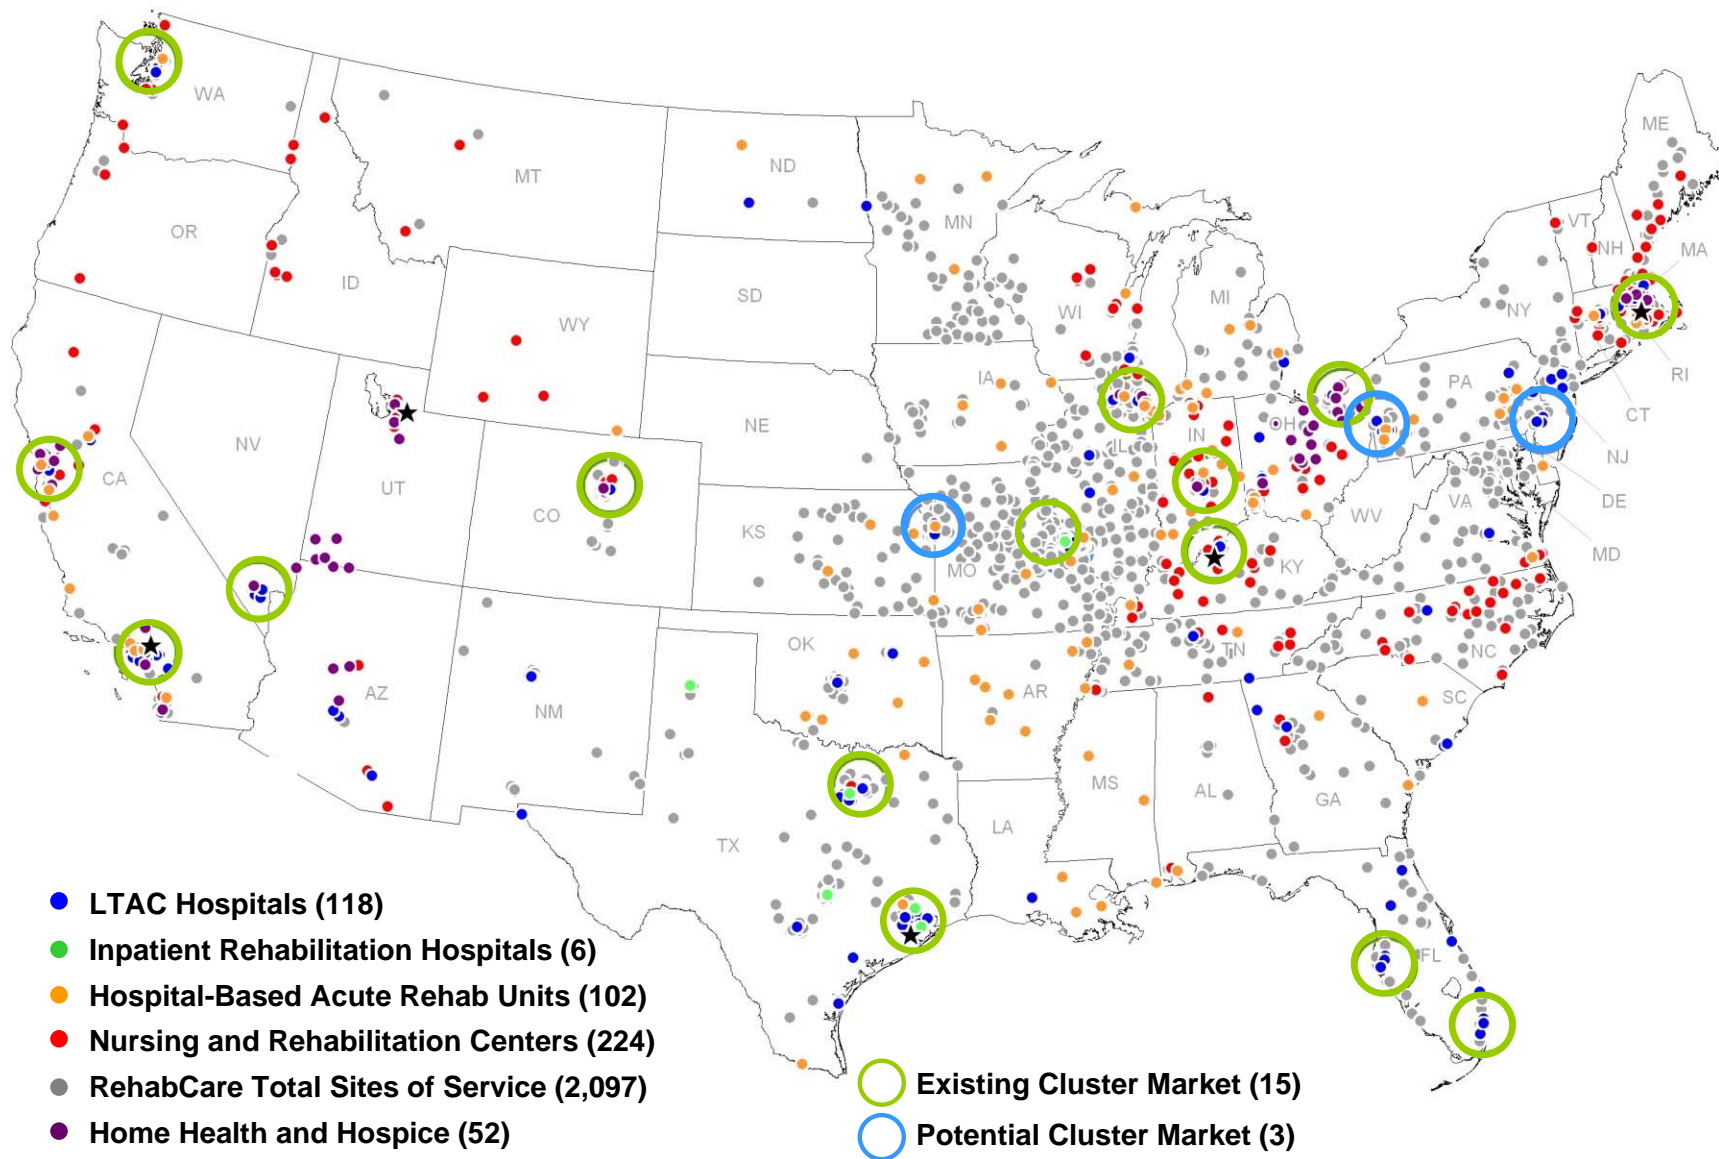 WA
ME
MT
ND
VT
MN
OR
NH
MA
ID
SD
MI
WI
NY
WY
IA
PA
RI
NE
CT
OH
NV
IL
IN
NJ
CA
UT
CO
VA
DE
KS
WV
MD
MO
KY
OK
TN
NC
AZ
AR
SC
NM
MS
AL
GA
LA
TX
FL
LTAC Hospitals (118)
Inpatient Rehabilitation Hospitals (6)
Hospital-Based Acute Rehab Units (102)
Nursing and Rehabilitation Centers (224)
RehabCare Total Sites of Service (2,097)
Home Health and Hospice (52)
Existing Cluster Market (15)
Potential Cluster Market (3)